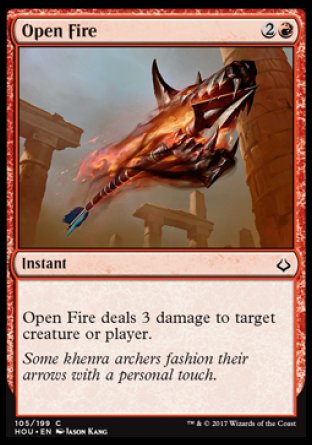 Open Fire 2
Instant
Open Fire deals 3 damage to target
creature or player.
Some khenra archers fashion their
arrows with a personal touch.
105/199 C
HOU • EN Jason Kang
™ & © 2017 Wizards of the Coast